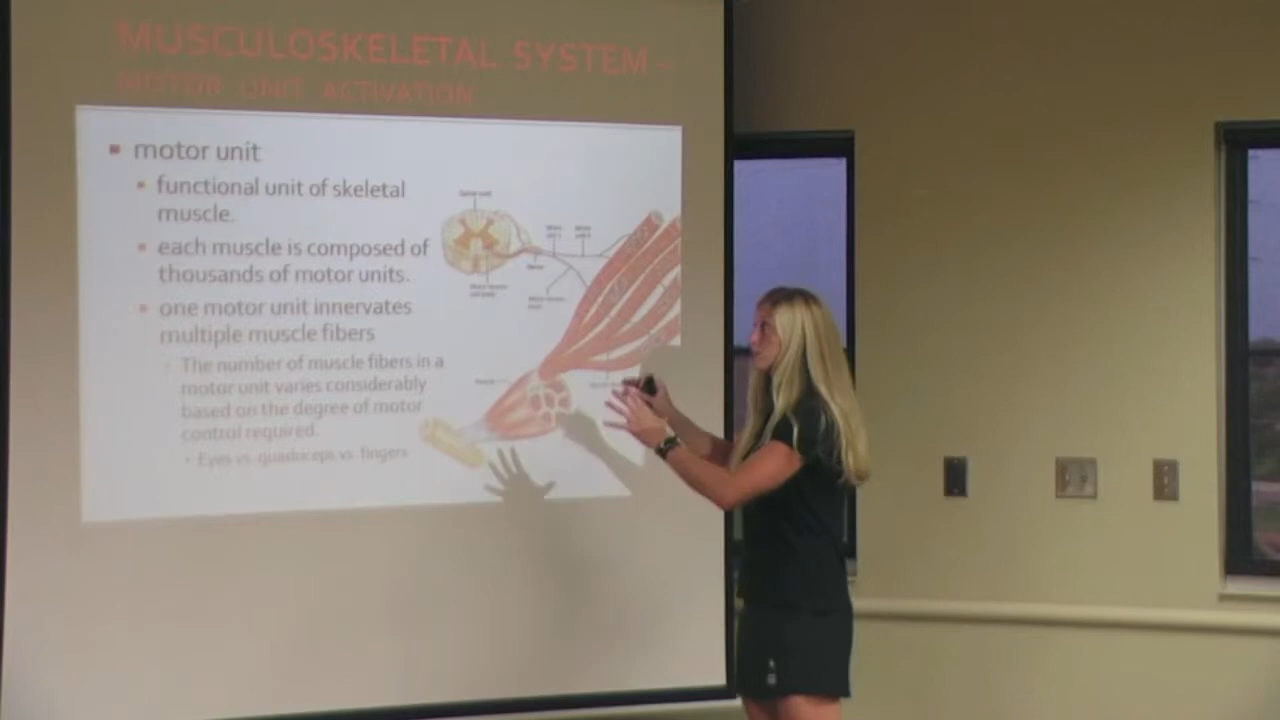 MUSCULOSKELETAL SYSTEM –
MOTOR UNIT ACTIVATION
motor unit
functional unit of skeletal
muscle.
each muscle is composed of
thousands of motor units.
one motor unit innervates
multiple muscle fibers
The number of muscle fibers in a
motor unit varies considerably
based on the degree of motor
control required.
Eyes vs. quadriceps vs. fingers